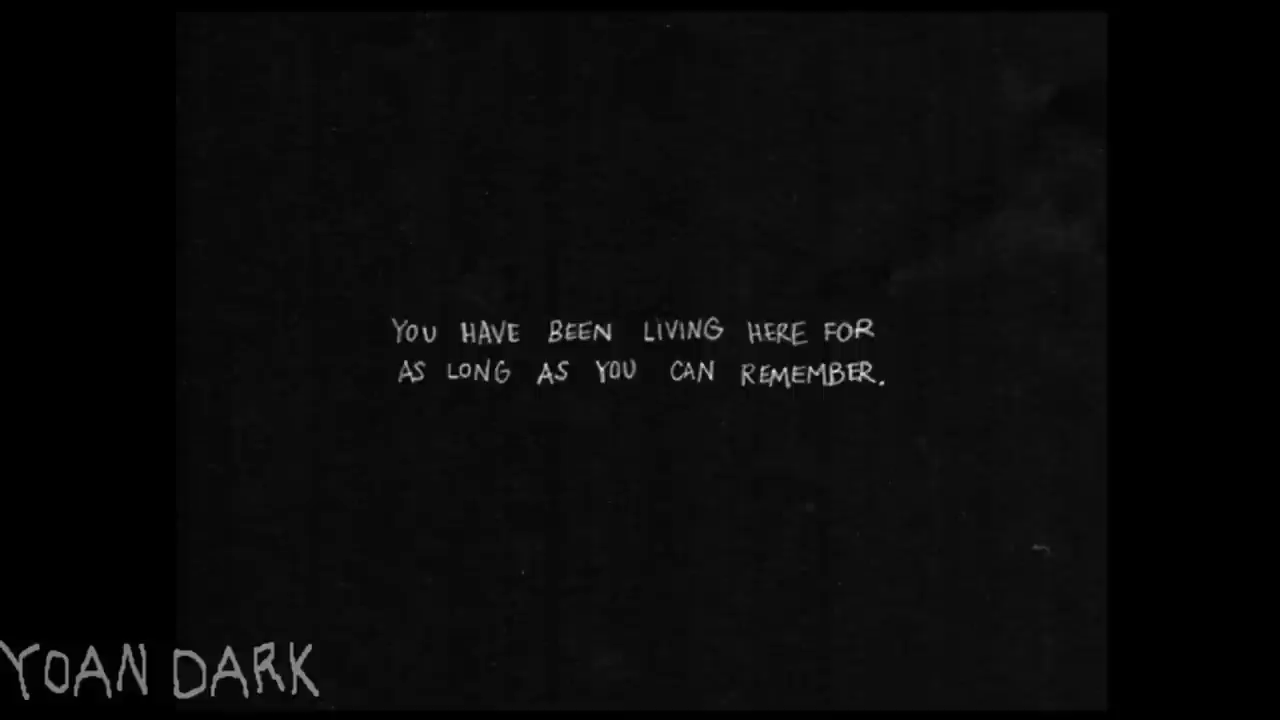 YOU HAVE BEEN LIVING HERE FOR
AS LONG AS YOU CAN REMEMBER.
YOAN DARK